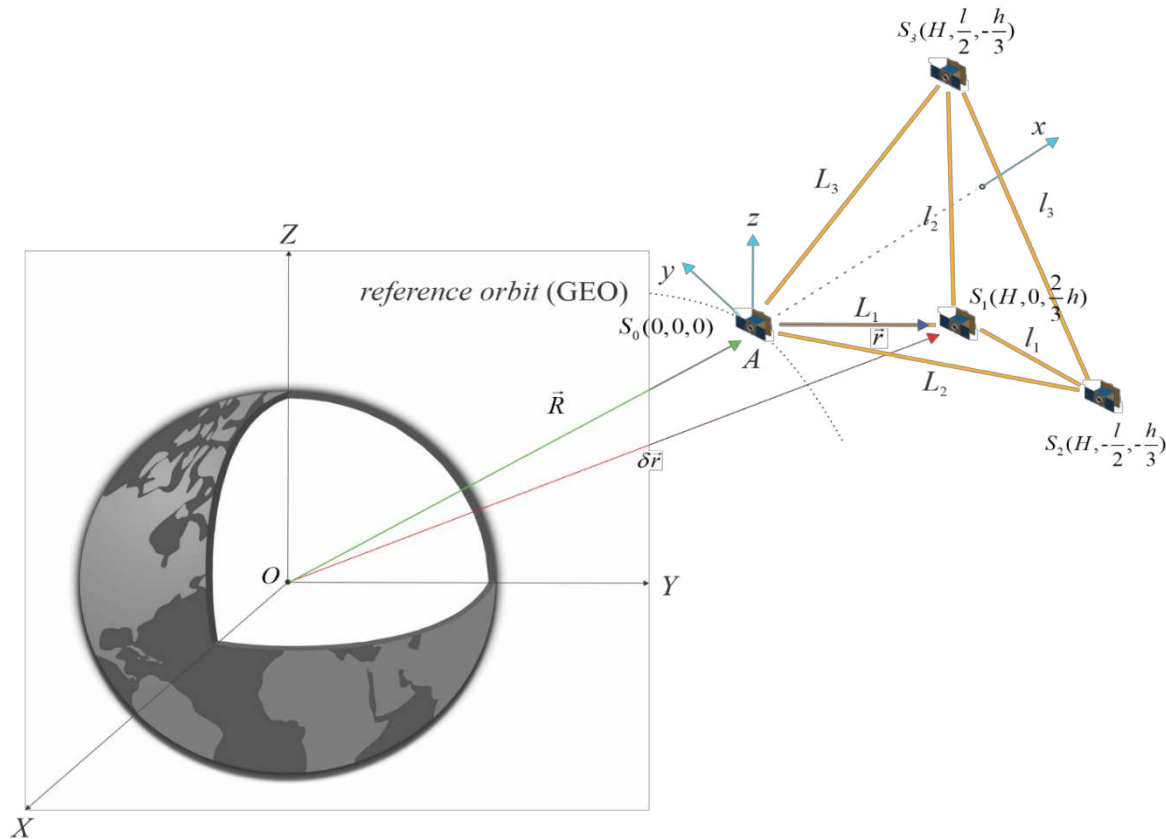 S₃(H, l/2, -h/3)
x
L₃
l₂
l₃
Z
z
y
reference orbit (GEO)
S₀(0,0,0)
L₁
S₁(H,0,2/3 h)
r⃗
A
l₁
L₂
R⃗
δr⃗
S₂(H, -l/2, -h/3)
O
Y
X